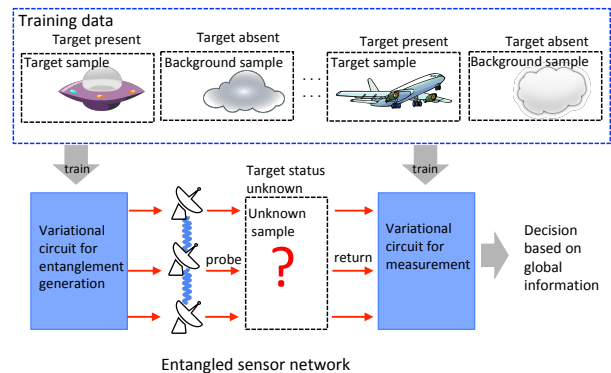 Training data
Target present
Target absent
Target present
Target absent
Target sample
Background sample
... 
Target sample
Background sample
...
train
train
Target status
unknown
Variational
circuit for
entanglement
generation
probe
Unknown
sample
?
return
Variational
circuit for
measurement
Decision
based on
global
information
Entangled sensor network